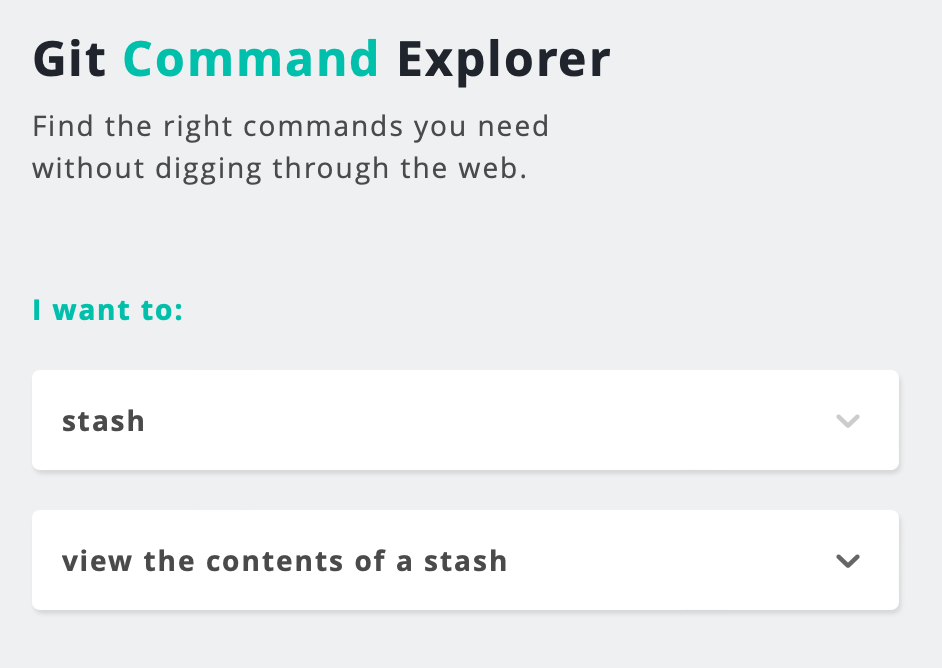 Git Command Explorer
Find the right commands you need
without digging through the web.
I want to:
stash
view the contents of a stash